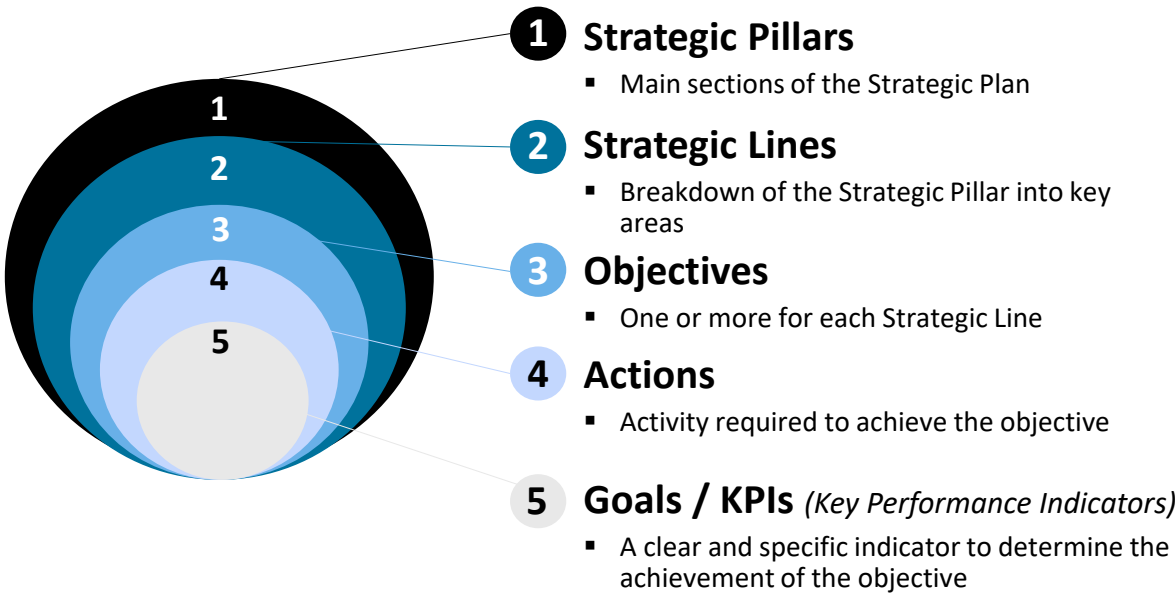 1 Strategic Pillars
▪ Main sections of the Strategic Plan
2 Strategic Lines
▪ Breakdown of the Strategic Pillar into key
areas
3 Objectives
▪ One or more for each Strategic Line
4 Actions
▪ Activity required to achieve the objective
5 Goals / KPIs (Key Performance Indicators)
▪ A clear and specific indicator to determine the
achievement of the objective
1
2
3
4
5